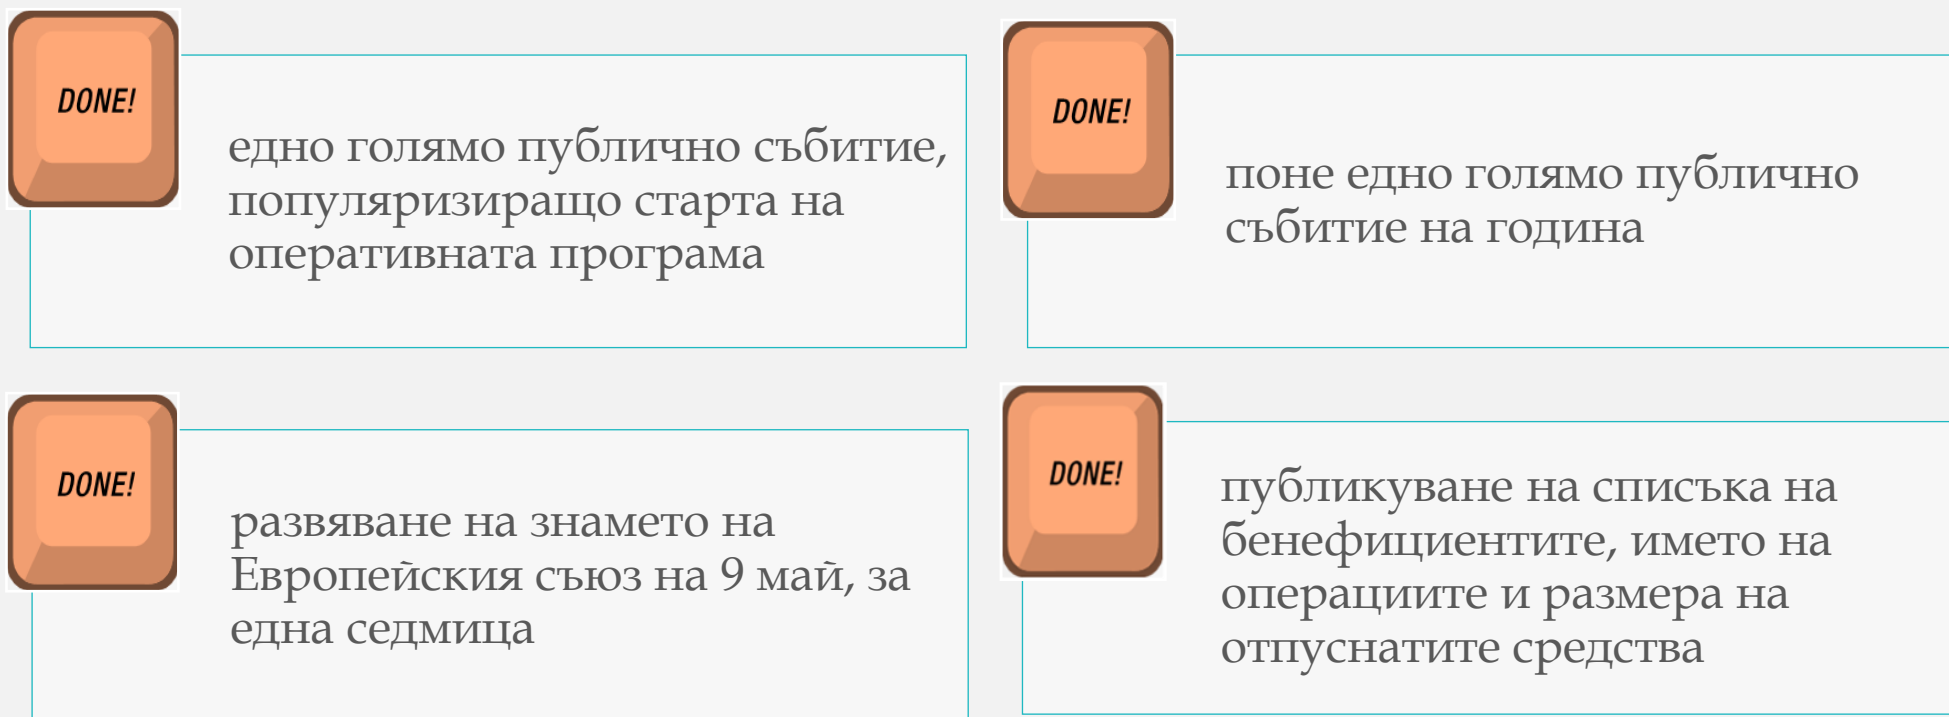 DONE!
едно голямо публично събитие,
популяризиращо старта на
оперативната програма
DONE!
поне едно голямо публично
събитие на година
DONE!
развяване на знамето на
Европейския съюз на 9 май, за
една седмица
DONE!
публикуване на списъка на
бенефициентите, името на
операциите и размера на
отпуснатите средства